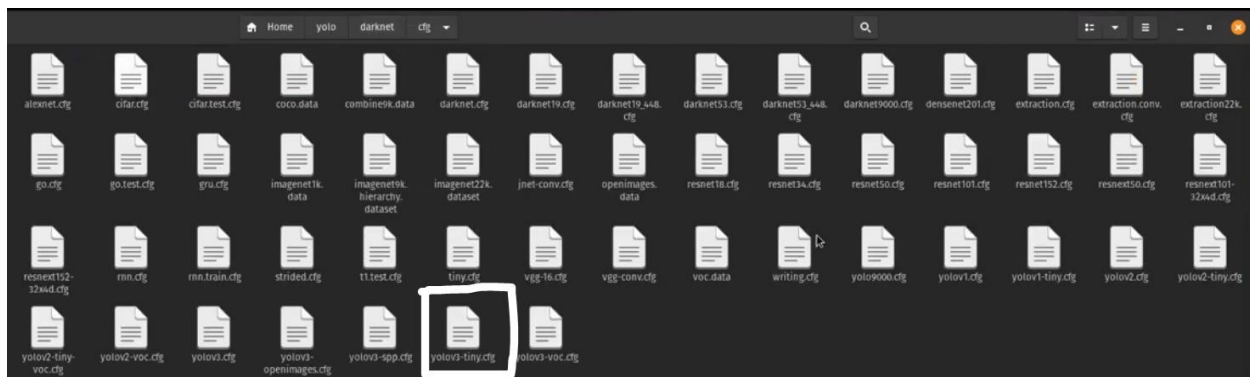 Home yolo darknet cfg
alexnet.cfg cifar.cfg cifar.test.cfg coco.data combine9k.data darknet.cfg darknet19.cfg darknet19_448. darknet53.cfg darknet53_448. darknet9000.cfg densenet201.cfg extraction.cfg extraction.conv. extraction22k.
cfg cfg cfg cfg
go.cfg go.test.cfg gru.cfg imagenet1k. imagenet9k. imagenet22k. jnet-conv.cfg openimages. resnet18.cfg resnet34.cfg resnet50.cfg resnet101.cfg resnet152.cfg resnext50.cfg resnext101-
data hierarchy. dataset data 32x4d.cfg
dataset
resnext152- rnn.cfg rnn.train.cfg strided.cfg t1.test.cfg tiny.cfg vgg-16.cfg vgg-conv.cfg voc.data writing.cfg yolo9000.cfg yolov1.cfg yolov1-tiny.cfg yolov2.cfg yolov2-tiny.cfg
32x4d.cfg
yolov2-tiny- yolov2-voc.cfg yolov3.cfg yolov3- yolov3-spp.cfg yolov3-tiny.cfg yolov3-voc.cfg
voc.cfg openimages.cfg